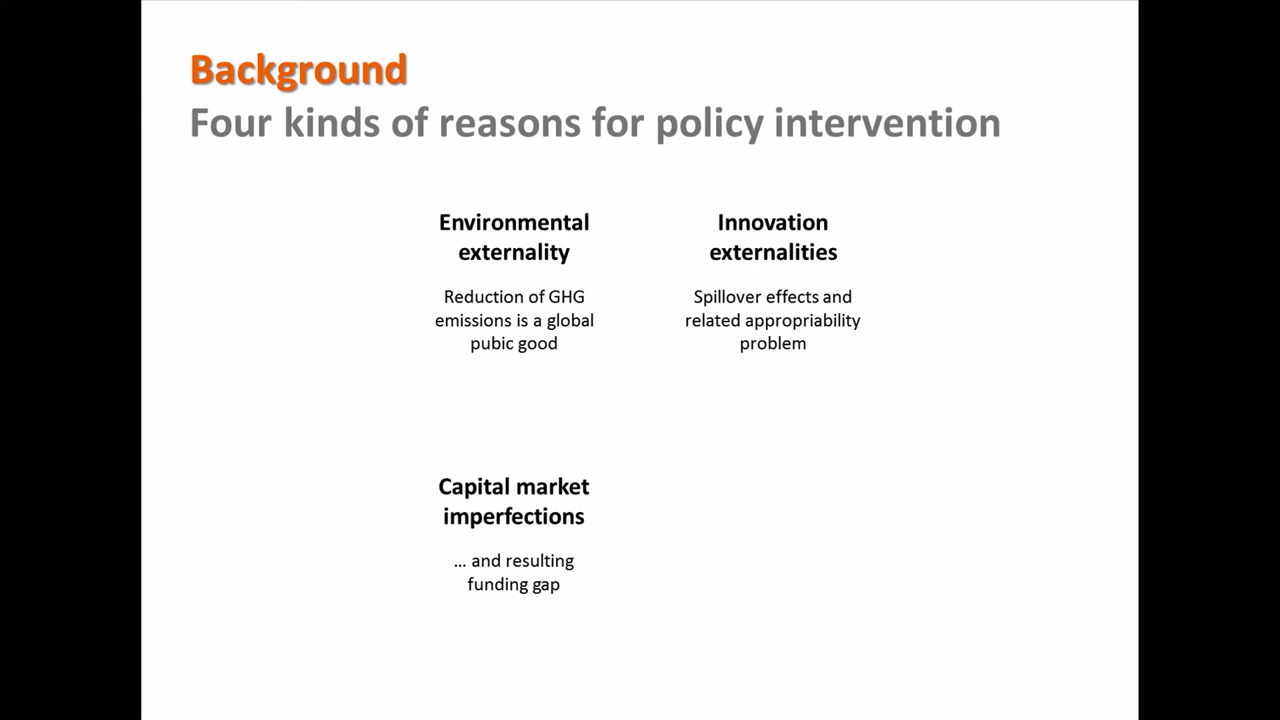 Background
Four kinds of reasons for policy intervention
Environmental
externality
Reduction of GHG
emissions is a global
pubic good
Innovation
externalities
Spillover effects and
related appropriability
problem
Capital market
imperfections
... and resulting
funding gap